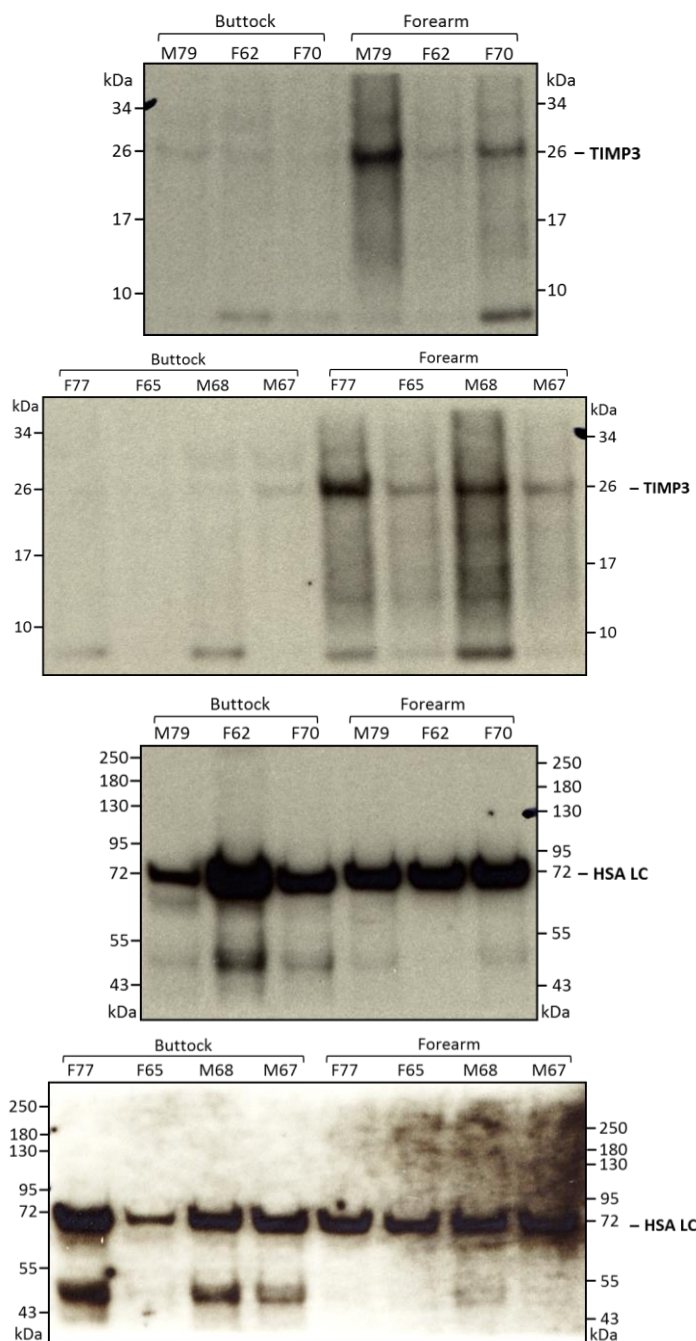 Buttock Forearm
M79 F62 F70 M79 F62 F70
kDa kDa
34 34
26 26 – TIMP3
17 17
10 10
Buttock Forearm
F77 F65 M68 M67 F77 F65 M68 M67
kDa kDa
34 34
26 26 – TIMP3
17 17
10 10
Buttock Forearm
M79 F62 F70 M79 F62 F70
250 250
180 180
130 130
95 95
72 72 – HSA LC
55 55
43 43
kDa kDa
Buttock Forearm
F77 F65 M68 M67 F77 F65 M68 M67
250 250
180 180
130 130
95 95
72 72 – HSA LC
55 55
43 43
kDa kDa